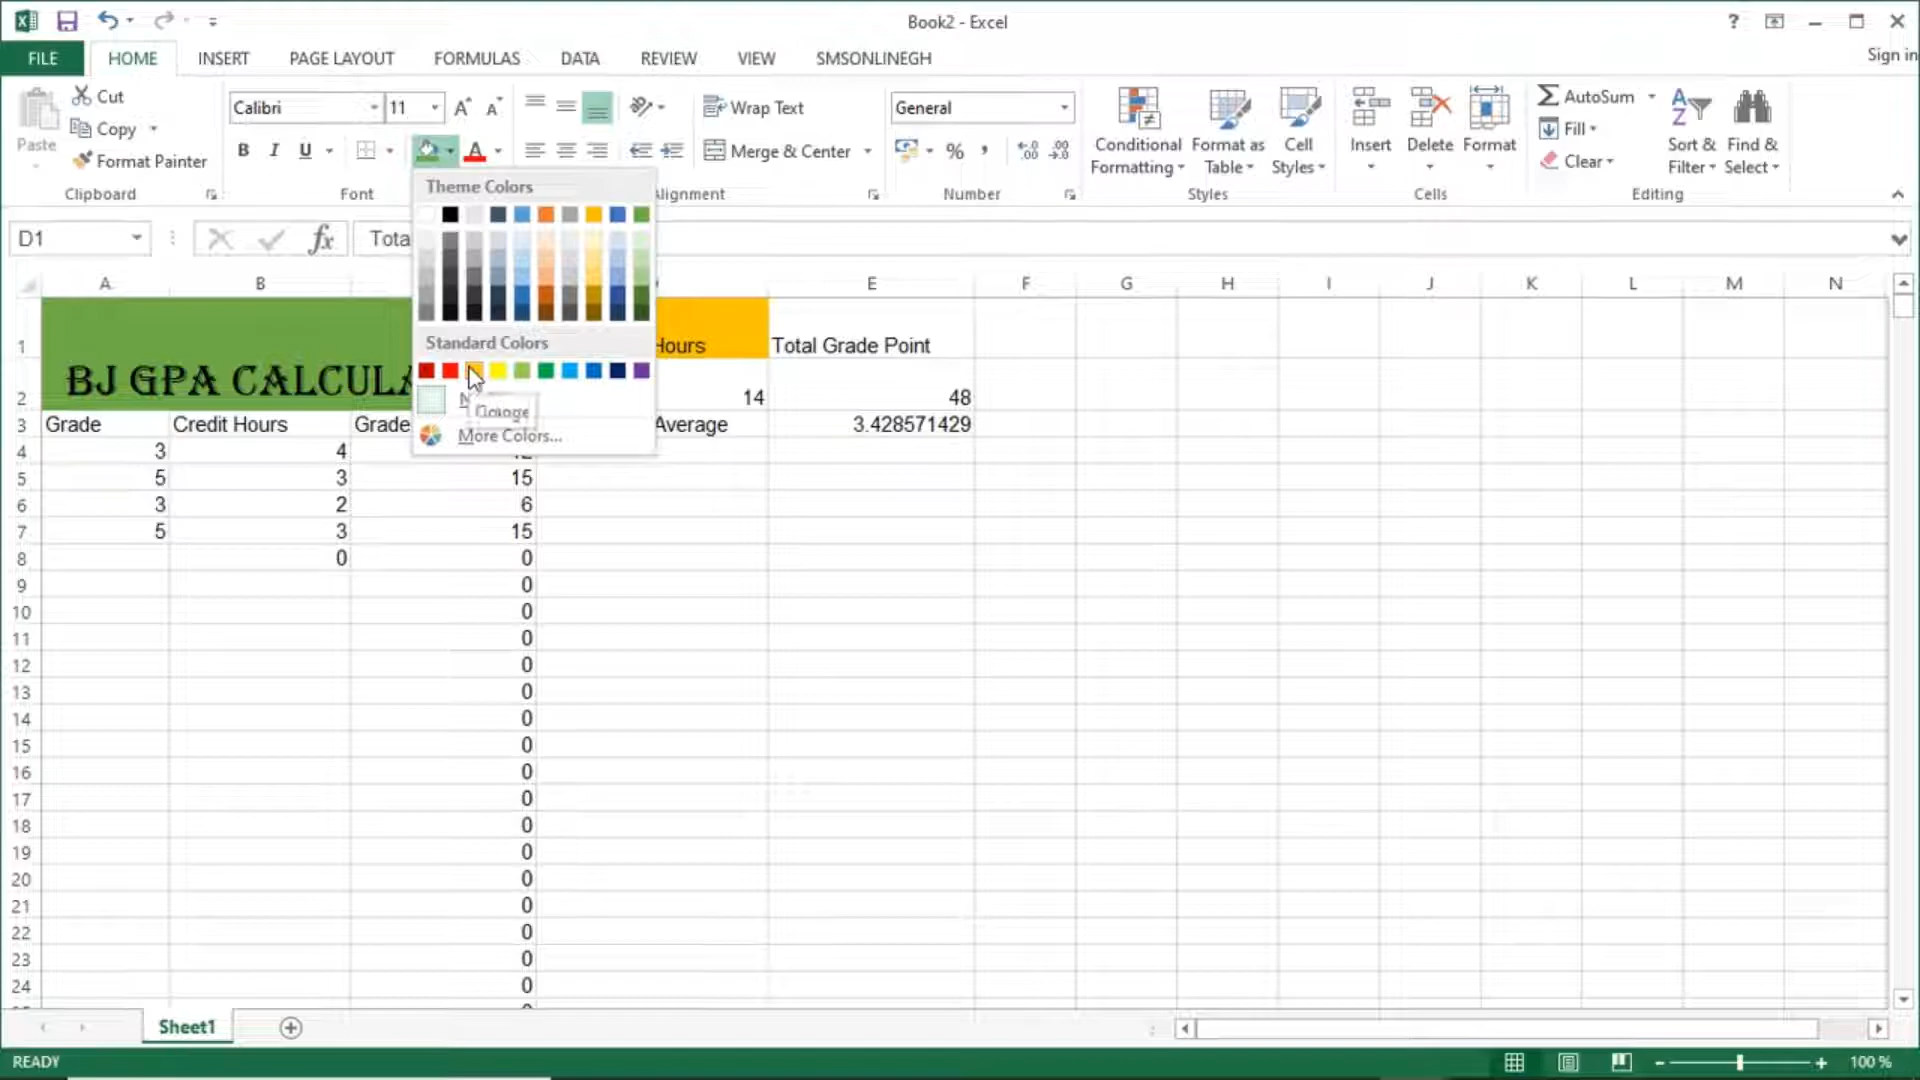 Book2 - Excel
?
Sign in
FILE HOME INSERT PAGE LAYOUT FORMULAS DATA REVIEW VIEW SMSONLINEGH
Paste
Cut
Copy
Format Painter
Clipboard
Calibri 11
B I U A
Font
Wrap Text
Merge & Center
Alignment
General
% ,
Number
Conditional Formatting
Format as Table
Cell Styles
Styles
Insert Delete Format
Cells
AutoSum
Fill
Clear
Sort & Filter
Find & Select
Editing
Theme Colors
Standard Colors
Orange
More Colors...
D1 fx Tota
A B E F G H I J K L M N
1 Hours Total Grade Point
BJ GPA CALCULA
2 14 48
3 Grade Credit Hours Grade Average 3.428571429
4 3 4 12
5 5 3 15
6 3 2 6
7 5 3 15
8 0 0
9 0
10 0
11 0
12 0
13 0
14 0
15 0
16 0
17 0
18 0
19 0
20 0
21 0
22 0
23 0
24 0
Sheet1
READY
100 %